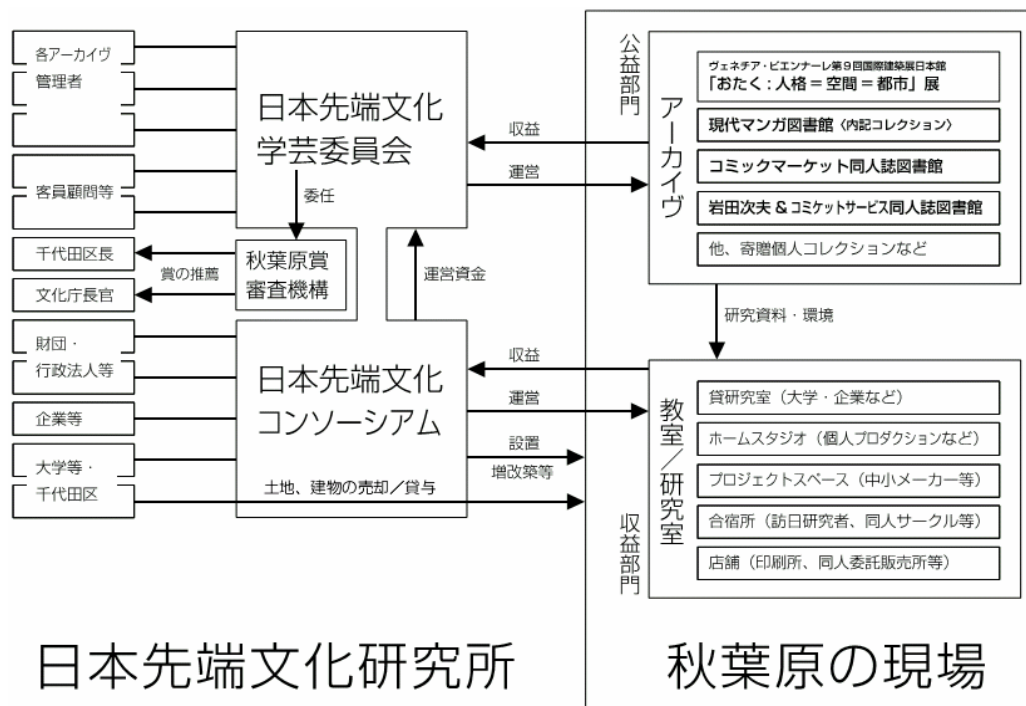 各アーカイヴ
管理者
客員顧問等
千代田区長
文化庁長官
財団・
行政法人等
企業等
大学等・
千代田区
日本先端文化
学芸委員会
委任
秋葉原賞
審査機構
賞の推薦
運営資金
日本先端文化
コンソーシアム
土地、建物の売却／貸与
収益
運営
収益
運営
設置
増改築等
公益部門
アーカイヴ
ヴェネチア・ビエンナーレ第9回国際建築展日本館
「おたく：人格＝空間＝都市」展
現代マンガ図書館〈内記コレクション〉
コミックマーケット同人誌図書館
岩田次夫 & コミケットサービス同人誌図書館
他、寄贈個人コレクションなど
研究資料・環境
収益部門
教室／研究室
貸研究室（大学・企業など）
ホームスタジオ（個人プロダクションなど）
プロジェクトスペース（中小メーカー等）
合宿所（訪日研究者、同人サークル等）
店舗（印刷所、同人委託販売所等）
日本先端文化研究所
秋葉原の現場